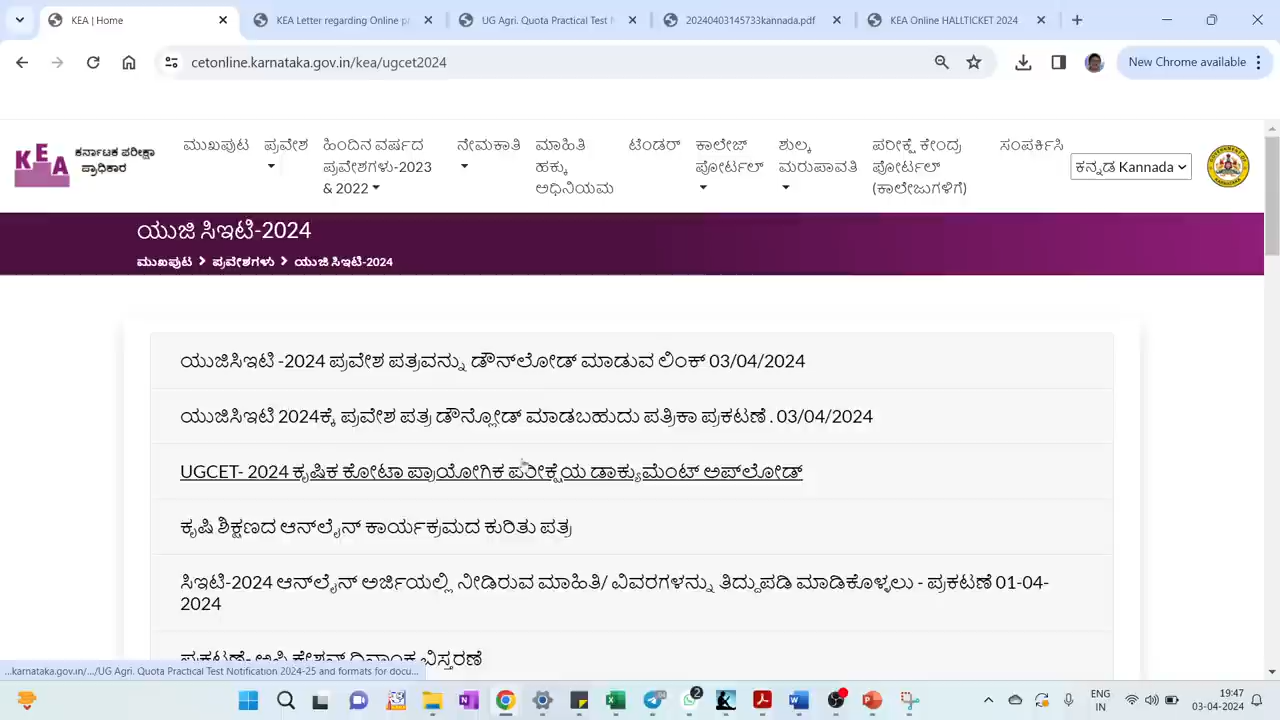 KEA | Home
KEA Letter regarding Online p
UG Agri. Quota Practical Test
20240403145733kannada.pdf
KEA Online HALLTICKET 2024
cetonline.karnataka.gov.in/kea/ugcet2024
New Chrome available
KEA
ಕರ್ನಾಟಕ ಪರೀಕ್ಷಾ
ಪ್ರಾಧಿಕಾರ
ಮುಖಪುಟ
ಪ್ರವೇಶ
ಹಿಂದಿನ ವರ್ಷದ
ಪ್ರವೇಶಗಳು-2023
& 2022
ನೇಮಕಾತಿ
ಮಾಹಿತಿ
ಹಕ್ಕು
ಅಧಿನಿಯಮ
ಟೆಂಡರ್
ಕಾಲೇಜ್
ಪೋರ್ಟಲ್
ಶುಲ್ಕ
ಮರುಪಾವತಿ
ಪರೀಕ್ಷೆ ಕೇಂದ್ರ
ಪೋರ್ಟಲ್
(ಕಾಲೇಜುಗಳಿಗೆ)
ಸಂಪರ್ಕಿಸಿ
ಕನ್ನಡ Kannada
ಯುಜಿ ಸಿಇಟಿ-2024
ಮುಖಪುಟ > ಪ್ರವೇಶಗಳು > ಯುಜಿ ಸಿಇಟಿ-2024
ಯುಜಿಸಿಇಟಿ -2024 ಪ್ರವೇಶ ಪತ್ರವನ್ನು ಡೌನ್‌ಲೋಡ್ ಮಾಡುವ ಲಿಂಕ್ 03/04/2024
ಯುಜಿಸಿಇಟಿ 2024ಕ್ಕೆ ಪ್ರವೇಶ ಪತ್ರ ಡೌನ್ಲೋಡ್ ಮಾಡಬಹುದು ಪತ್ರಿಕಾ ಪ್ರಕಟಣೆ . 03/04/2024
UGCET- 2024 ಕೃಷಿಕ ಕೋಟಾ ಪ್ರಾಯೋಗಿಕ ಪರೀಕ್ಷೆಯ ಡಾಕ್ಯುಮೆಂಟ್ ಅಪ್‌ಲೋಡ್
ಕೃಷಿ ಶಿಕ್ಷಣದ ಆನ್‌ಲೈನ್ ಕಾರ್ಯಕ್ರಮದ ಕುರಿತು ಪತ್ರ
ಸಿಇಟಿ-2024 ಆನ್‌ಲೈನ್ ಅರ್ಜಿಯಲ್ಲಿ ನೀಡಿರುವ ಮಾಹಿತಿ/ ವಿವರಗಳನ್ನು ತಿದ್ದುಪಡಿ ಮಾಡಿಕೊಳ್ಳಲು - ಪ್ರಕಟಣೆ 01-04-
2024
ಪ್ರಕಟಣೆ- ಅಪ್ಲಿಕೇಶನ್ ದಿನಾಂಕ ವಿಸ್ತರಣೆ
...karnataka.gov.in/.../UG Agri. Quota Practical Test Notification 2024-25 and formats for docu...
2
ENG
IN
19:47
03-04-2024